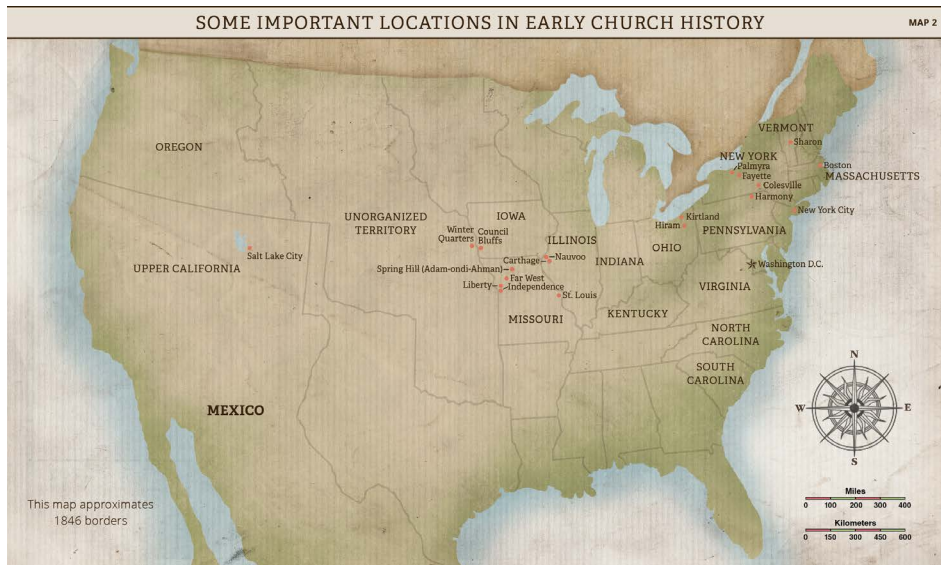 SOME IMPORTANT LOCATIONS IN EARLY CHURCH HISTORY
MAP 2
VERMONT
Sharon
OREGON
NEW YORK
Palmyra
Boston
Fayette
MASSACHUSETTS
Colesville
Harmony
New York City
UNORGANIZED
TERRITORY
IOWA
Kirtland
Hiram
PENNSYLVANIA
Winter
Quarters
Council
Bluffs
ILLINOIS
OHIO
Salt Lake City
Nauvoo
Carthage
INDIANA
Washington D.C.
UPPER CALIFORNIA
Spring Hill (Adam-ondi-Ahman)
Far West
Liberty
Independence
VIRGINIA
St. Louis
MISSOURI
KENTUCKY
NORTH
CAROLINA
SOUTH
CAROLINA
MEXICO
N
W
E
S
This map approximates
1846 borders
Miles
0 100 200 300 400
Kilometers
0 150 300 450 600